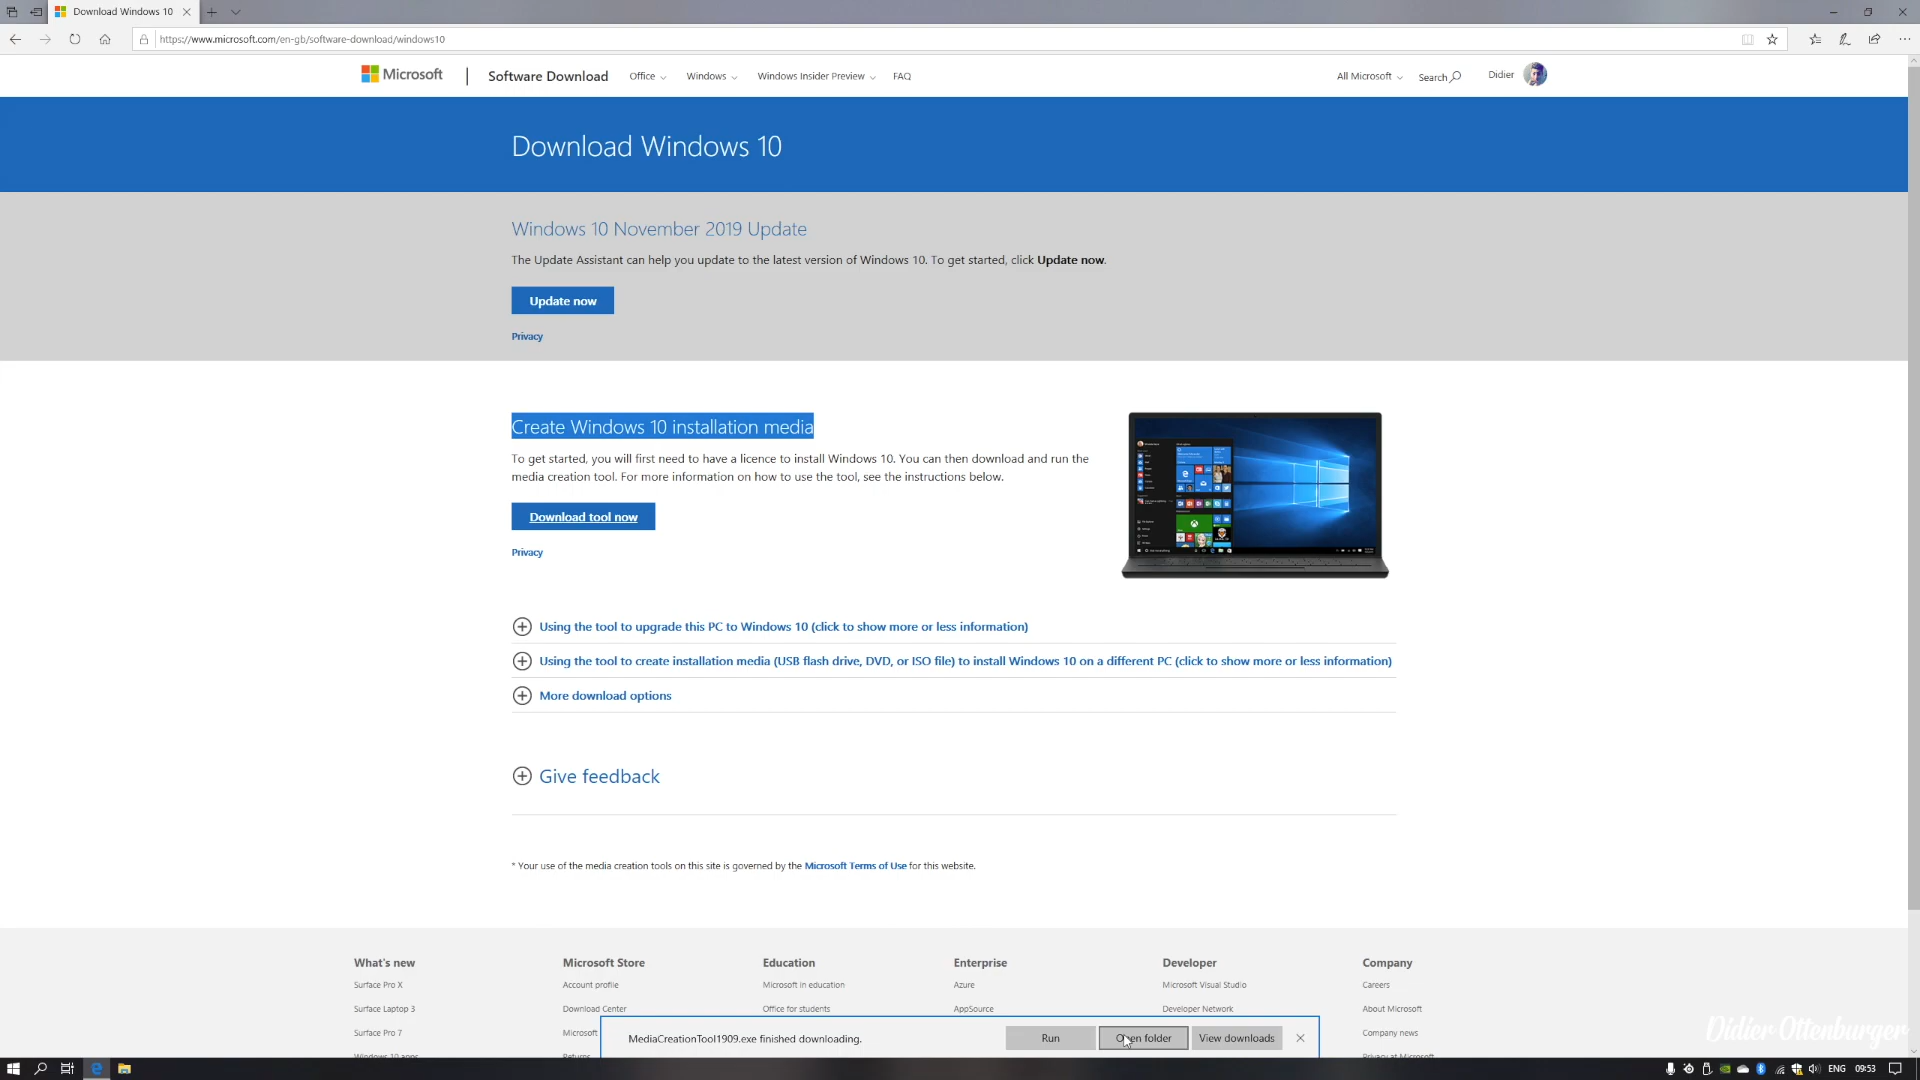 Download Windows 10
https://www.microsoft.com/en-gb/software-download/windows10
Microsoft
Software Download
Office
Windows
Windows Insider Preview
FAQ
All Microsoft
Search
Didier
Download Windows 10
Windows 10 November 2019 Update
The Update Assistant can help you update to the latest version of Windows 10. To get started, click Update now.
Update now
Privacy
Create Windows 10 installation media
To get started, you will first need to have a licence to install Windows 10. You can then download and run the
media creation tool. For more information on how to use the tool, see the instructions below.
Download tool now
Privacy
Using the tool to upgrade this PC to Windows 10 (click to show more or less information)
Using the tool to create installation media (USB flash drive, DVD, or ISO file) to install Windows 10 on a different PC (click to show more or less information)
More download options
Give feedback
* Your use of the media creation tools on this site is governed by the Microsoft Terms of Use for this website.
What's new
Microsoft Store
Education
Enterprise
Developer
Company
Surface Pro X
Account profile
Microsoft in education
Azure
Microsoft Visual Studio
Careers
Surface Laptop 3
Download Center
Office for students
AppSource
Developer Network
About Microsoft
Surface Pro 7
Microsoft
Company news
MediaCreationTool1909.exe finished downloading.
Run
Open folder
View downloads
Windows 10 apps
Returns
Privacy at Microsoft
Didier Ottenburger
ENG
09:53